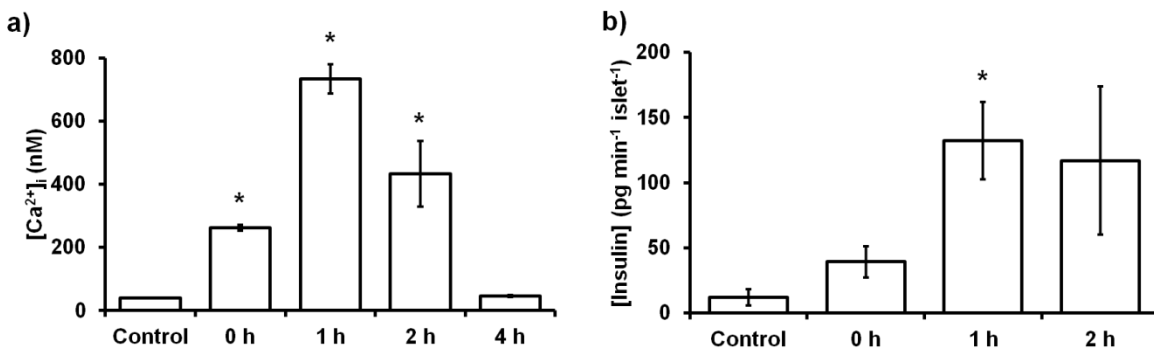 a)
[Ca²⁺]ᵢ (nM)
800
600
400
200
0
*
*
*
Control 0 h 1 h 2 h 4 h
b)
[Insulin] (pg min⁻¹ islet⁻¹)
200
150
100
50
0
*
Control 0 h 1 h 2 h